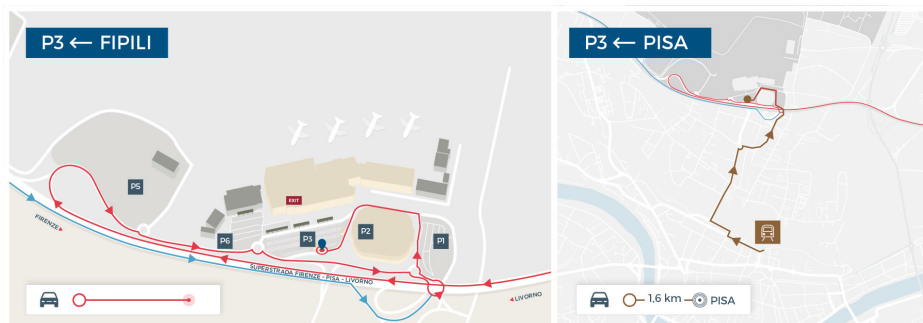 P3 ← FIPILI
P3 ← PISA
P5
EXIT
P6
P3
P2
P1
FIRENZE
SUPERSTRADA FIRENZE - PISA - LIVORNO
LIVORNO
1,6 km
PISA